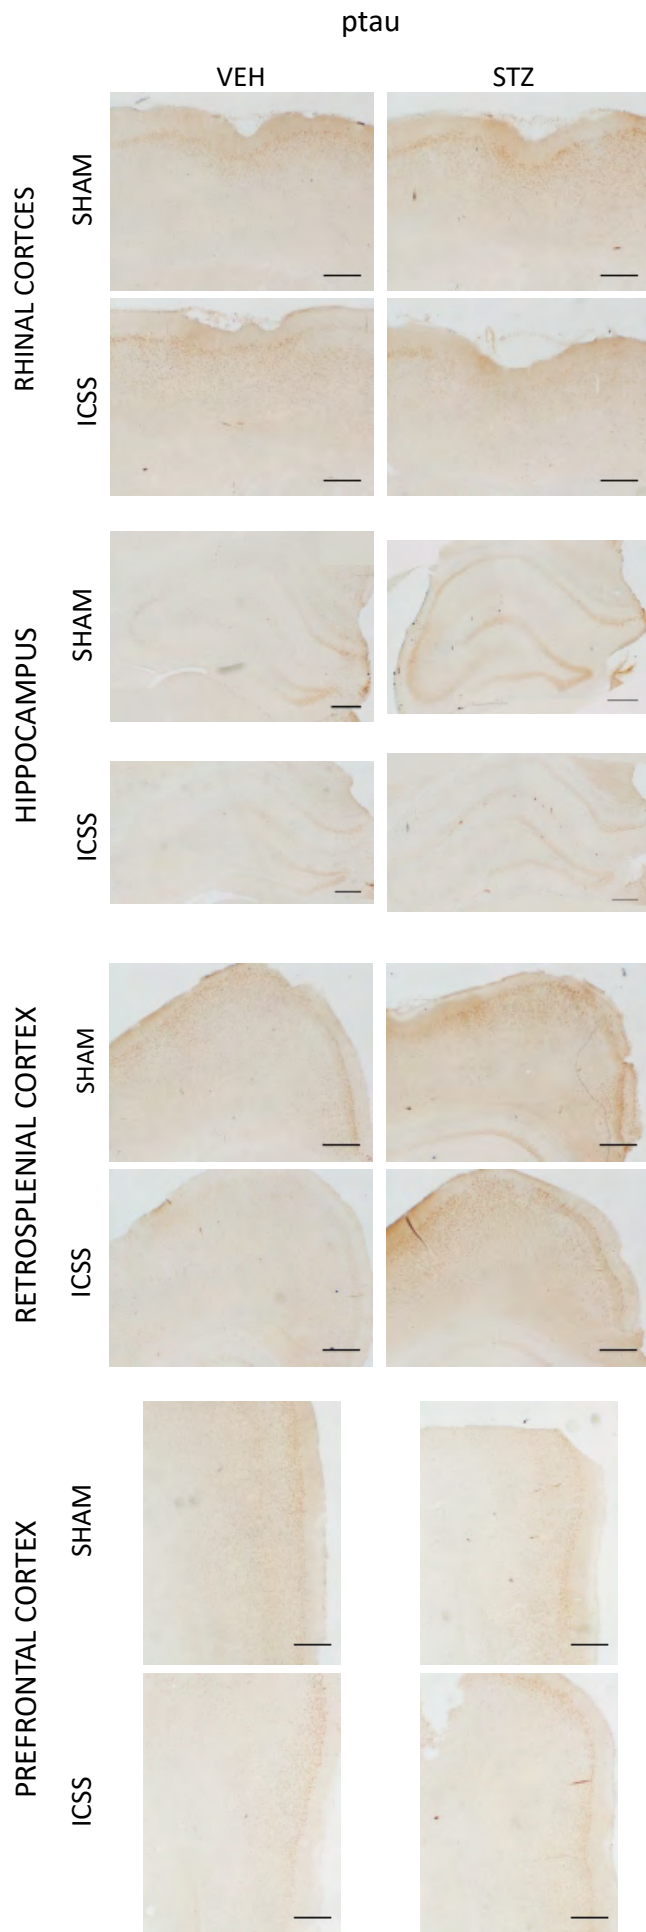 ptau
VEH
STZ
RHINAL CORTCES
SHAM
ICSS
HIPPOCAMPUS
SHAM
ICSS
RETROSPLENIAL CORTEX
SHAM
ICSS
PREFRONTAL CORTEX
SHAM
ICSS